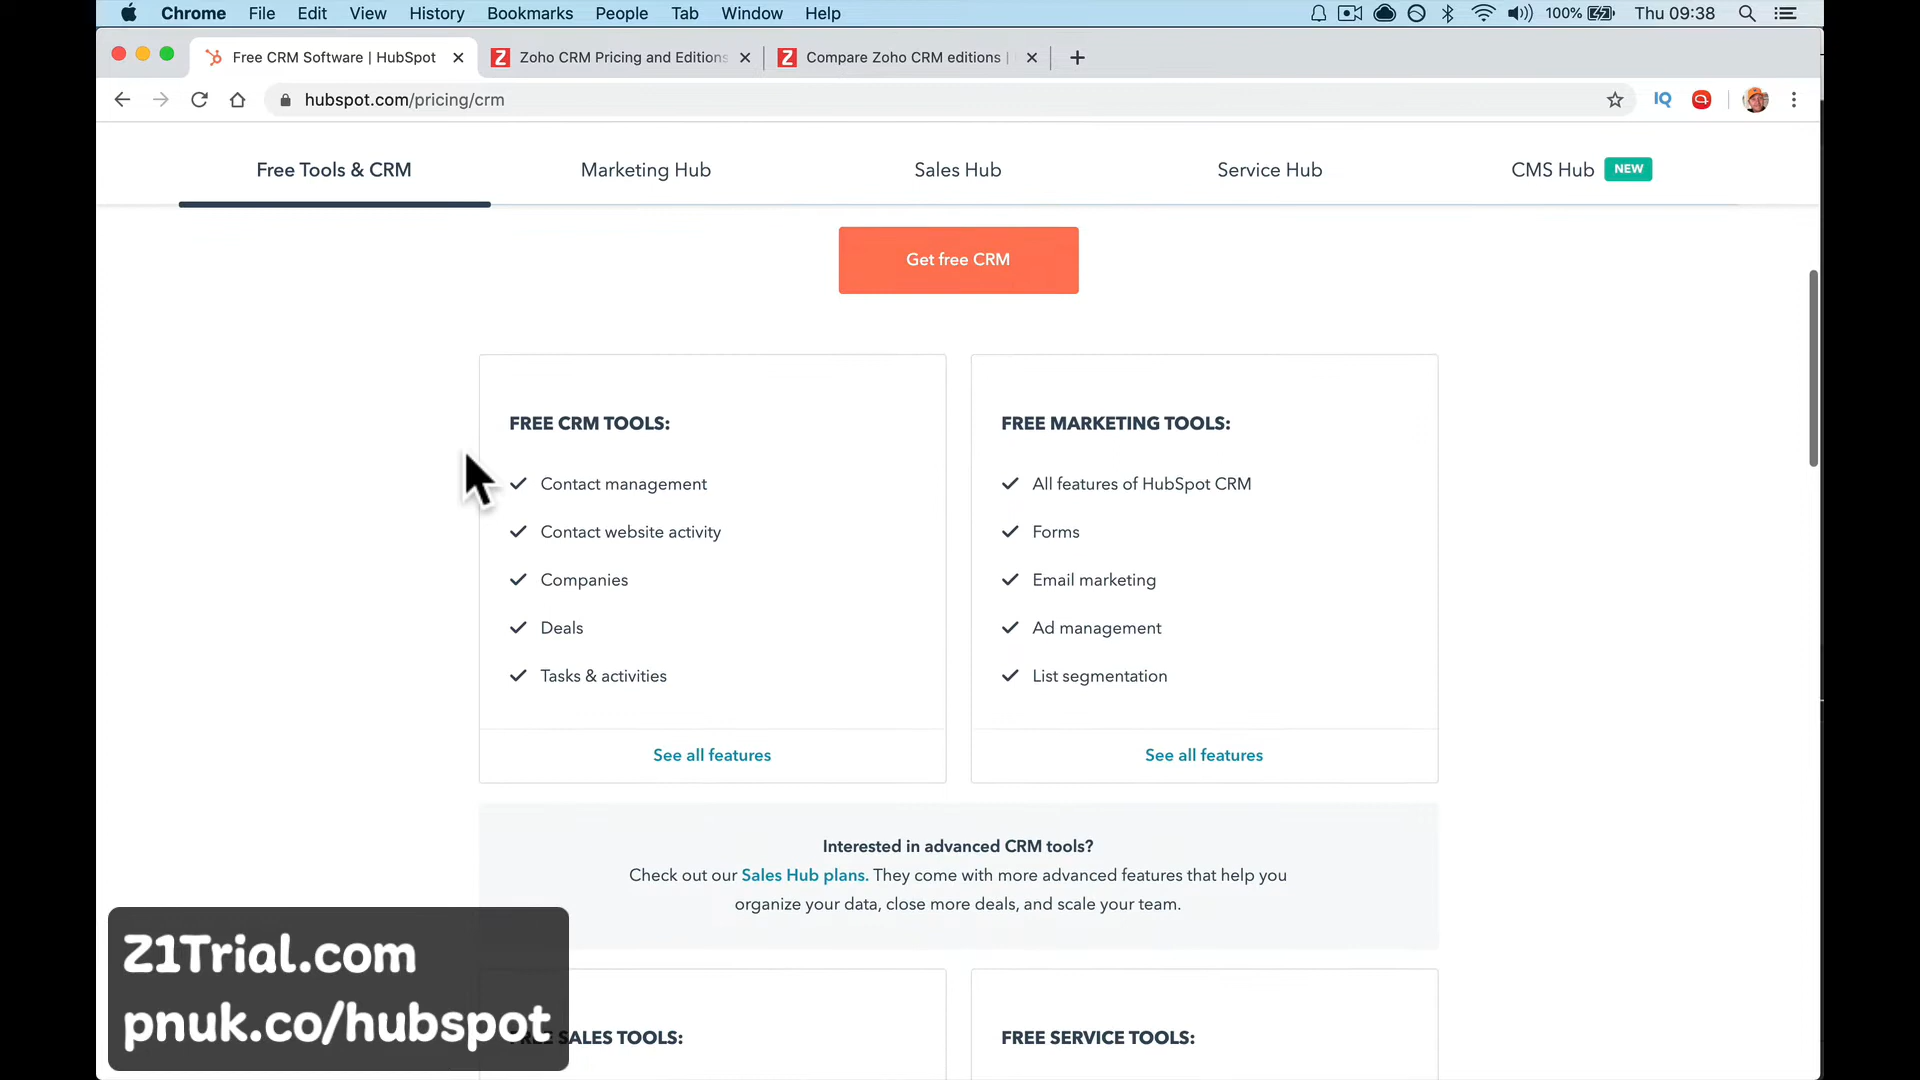 Chrome File Edit View History Bookmarks People Tab Window Help 100% Thu 09:38
Free CRM Software | HubSpot Zoho CRM Pricing and Editions Compare Zoho CRM editions |
hubspot.com/pricing/crm IQ
Free Tools & CRM Marketing Hub Sales Hub Service Hub CMS Hub NEW
Get free CRM
FREE CRM TOOLS:
Contact management
Contact website activity
Companies
Deals
Tasks & activities
See all features
FREE MARKETING TOOLS:
All features of HubSpot CRM
Forms
Email marketing
Ad management
List segmentation
See all features
Interested in advanced CRM tools?
Check out our Sales Hub plans. They come with more advanced features that help you
organize your data, close more deals, and scale your team.
SALES TOOLS:
FREE SERVICE TOOLS:
Z1Trial.com
pnuk.co/hubspot